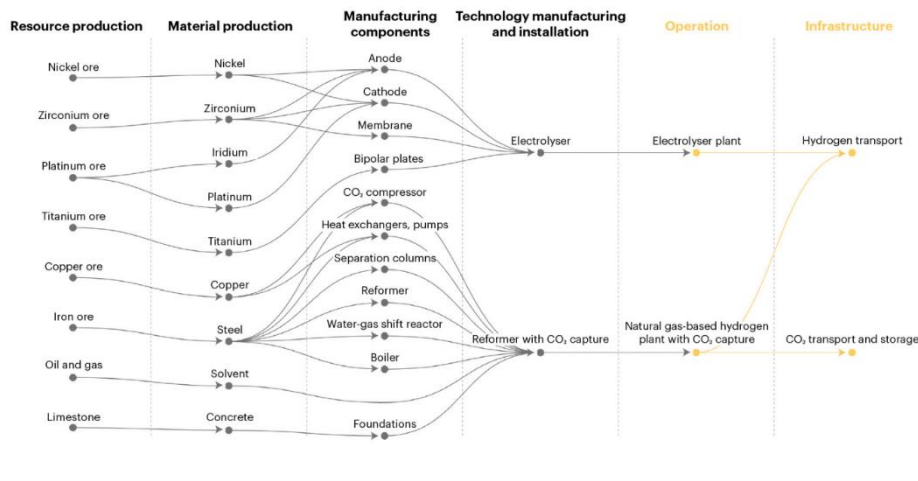 Resource production
Material production
Manufacturing
components
Technology manufacturing
and installation
Operation
Infrastructure
Nickel ore
Zirconium ore
Platinum ore
Titanium ore
Copper ore
Iron ore
Oil and gas
Limestone
Nickel
Zirconium
Iridium
Platinum
Titanium
Copper
Steel
Solvent
Concrete
Anode
Cathode
Membrane
Bipolar plates
CO₂ compressor
Heat exchangers, pumps
Separation columns
Reformer
Water-gas shift reactor
Boiler
Foundations
Electrolyser
Reformer with CO₂ capture
Electrolyser plant
Natural gas-based hydrogen
plant with CO₂ capture
Hydrogen transport
CO₂ transport and storage